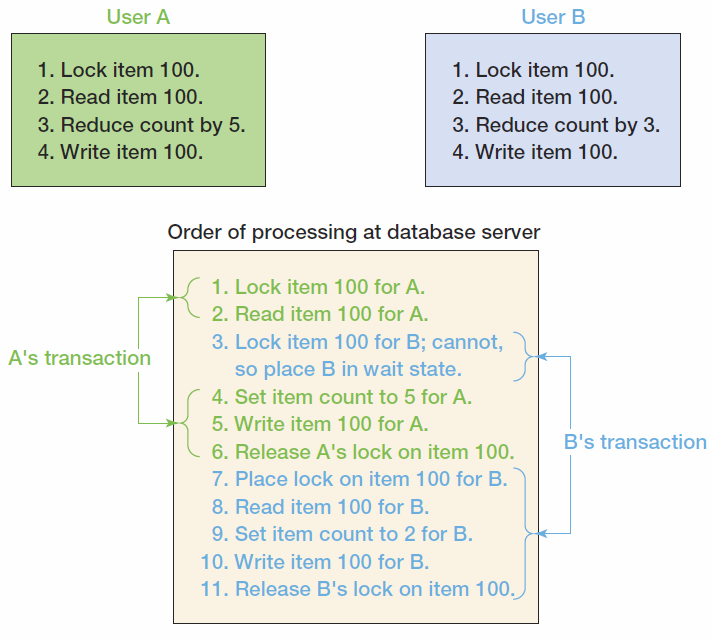 User A
1. Lock item 100.
2. Read item 100.
3. Reduce count by 5.
4. Write item 100.
User B
1. Lock item 100.
2. Read item 100.
3. Reduce count by 3.
4. Write item 100.
Order of processing at database server
1. Lock item 100 for A.
2. Read item 100 for A.
3. Lock item 100 for B; cannot,
so place B in wait state.
4. Set item count to 5 for A.
5. Write item 100 for A.
6. Release A's lock on item 100.
7. Place lock on item 100 for B.
8. Read item 100 for B.
9. Set item count to 2 for B.
10. Write item 100 for B.
11. Release B's lock on item 100.
A's transaction
B's transaction